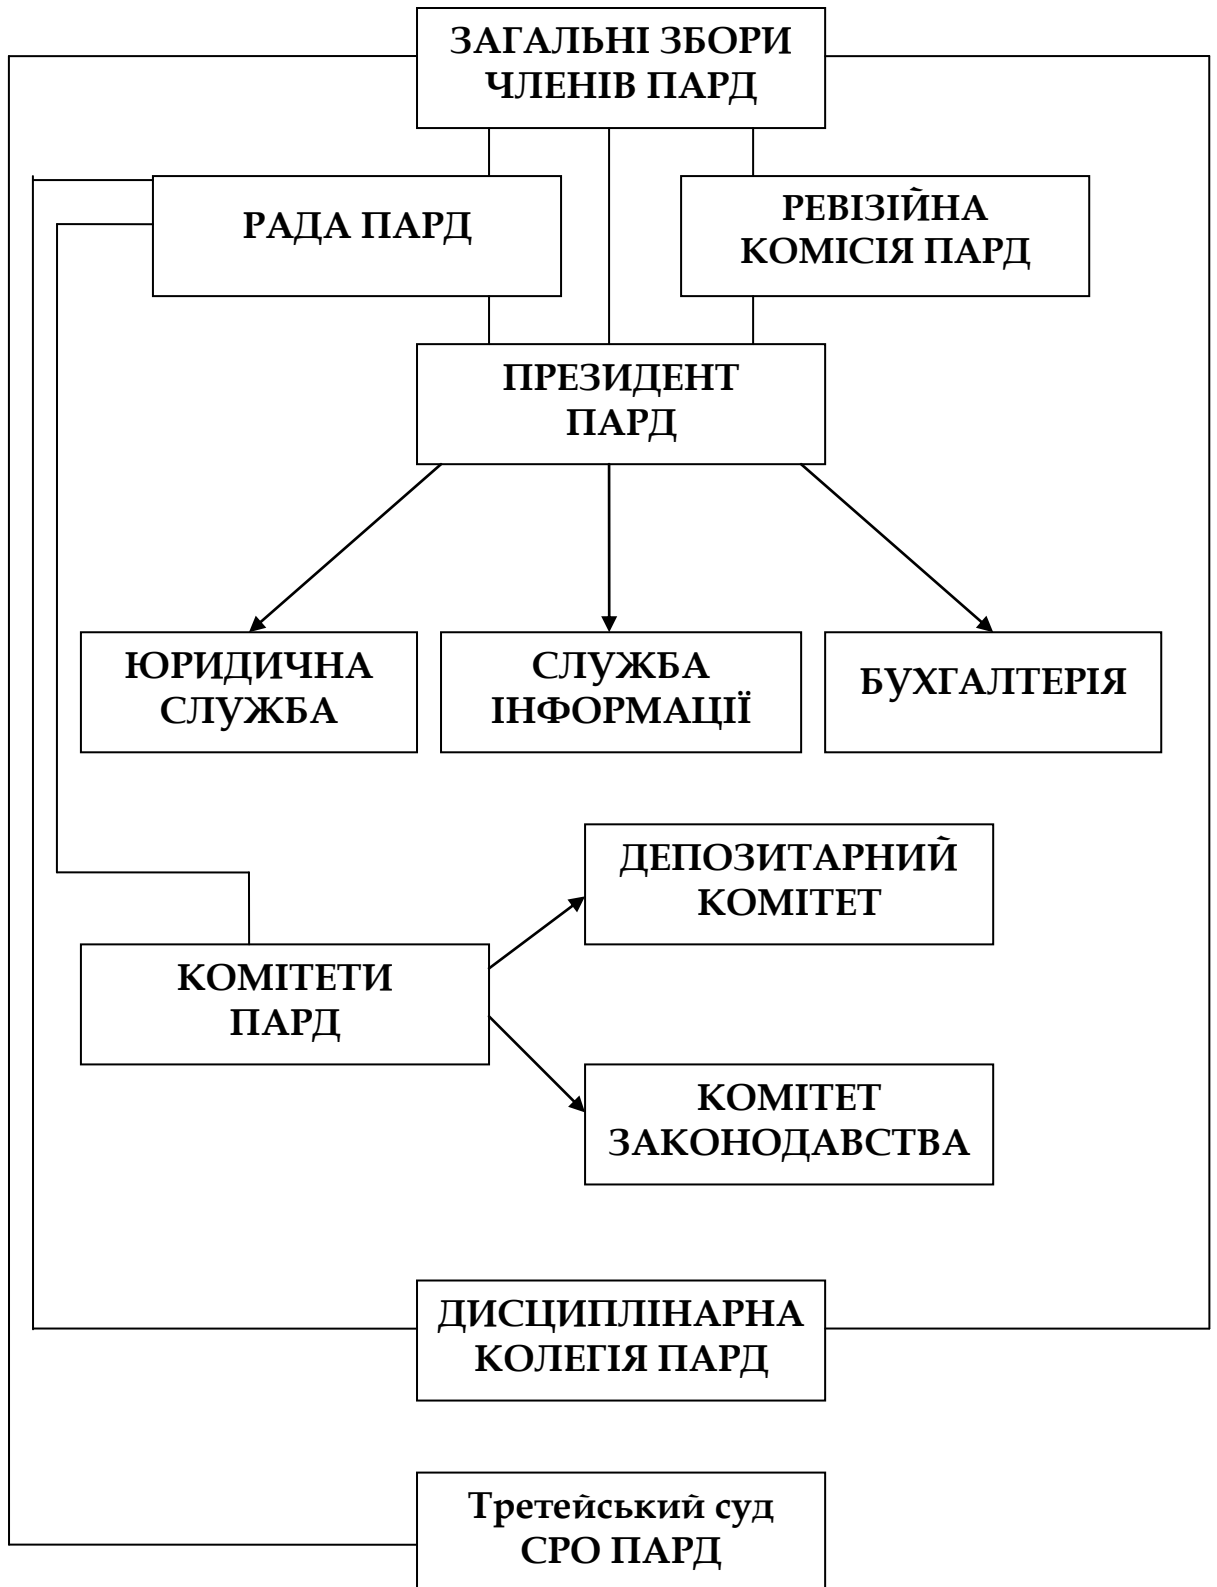 ЗАГАЛЬНІ ЗБОРИ
ЧЛЕНІВ ПАРД
РАДА ПАРД
РЕВІЗІЙНА
КОМІСІЯ ПАРД
ПРЕЗИДЕНТ
ПАРД
ЮРИДИЧНА
СЛУЖБА
СЛУЖБА
ІНФОРМАЦІЇ
БУХГАЛТЕРІЯ
ДЕПОЗИТАРНИЙ
КОМІТЕТ
КОМІТЕТИ
ПАРД
КОМІТЕТ
ЗАКОНОДАВСТВА
ДИСЦИПЛІНАРНА
КОЛЕГІЯ ПАРД
Третейський суд
СРО ПАРД